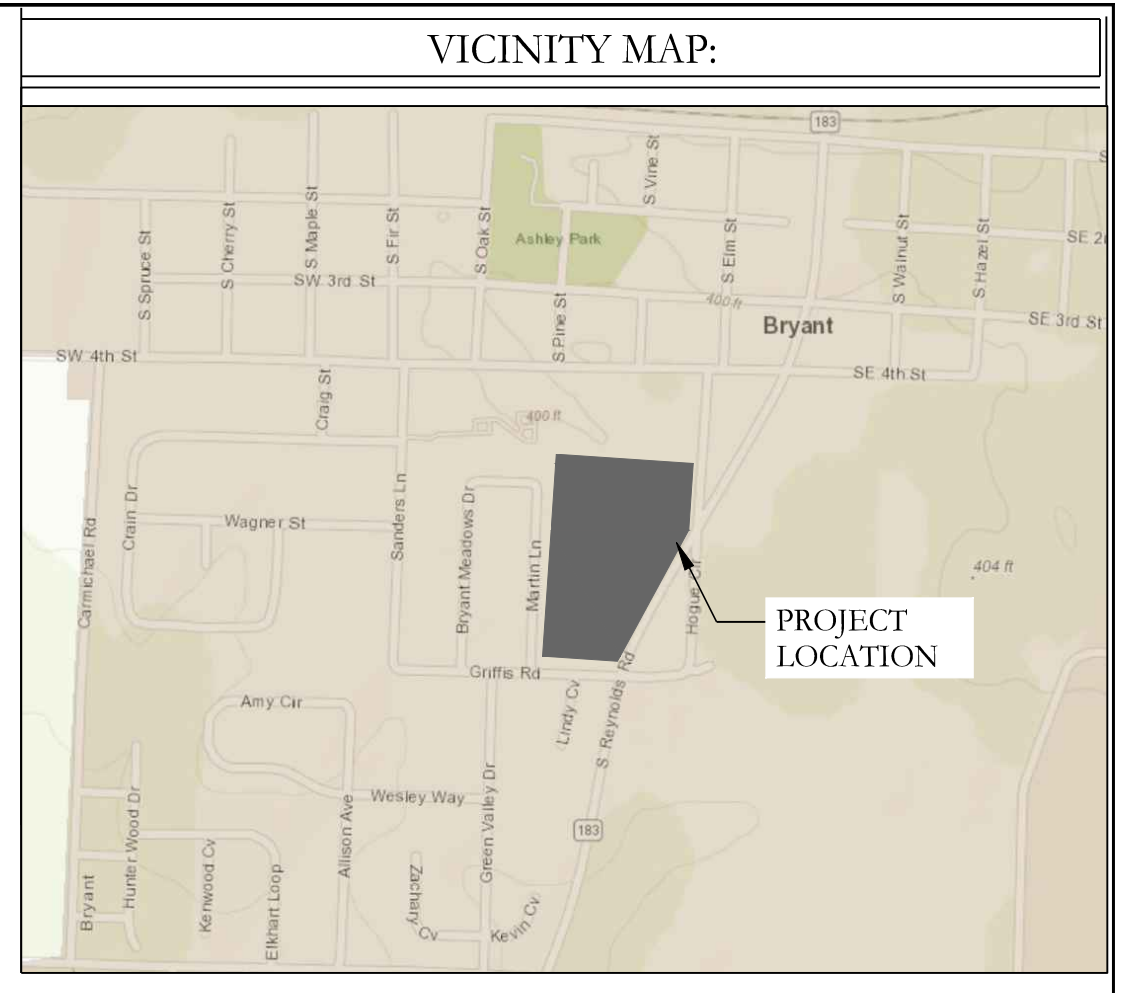 VICINITY MAP:
183
S Vine St
S Spruce St
S Cherry St
S Maple St
S Fir St
S Oak St
Ashley Park
S Elm St
S Walnut St
S Hazel St
SW 3rd St
S Pine St
400 ft
Bryant
SE 3rd St
SW 4th St
SE 4th St
Craig St
400 ft
Crain Dr
Wagner St
Sanders Ln
Bryant Meadows Dr
Martin Ln
Carmichael Rd
Hogue Cir
404 ft
PROJECT
LOCATION
Griffis Rd
Lindy Cv
S Reynolds Rd
Amy Cir
Wesley Way
Green Valley Dr
Allison Ave
183
Hunter Wood Dr
Kenwood Cv
Elkhart Loop
Zachary Cv
Kevin Cv
Bryant